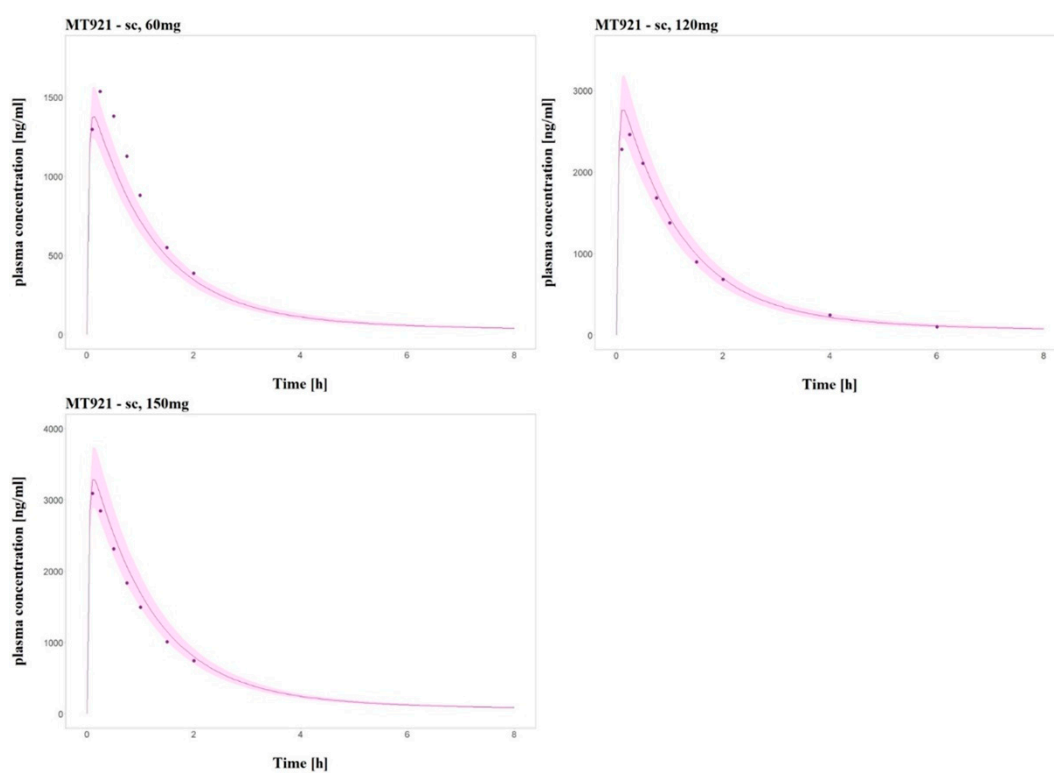 MT921 - sc, 60mg
plasma concentration [ng/ml]
1500
1000
500
0
0 2 4 6 8
Time [h]
MT921 - sc, 120mg
plasma concentration [ng/ml]
3000
2000
1000
0
0 2 4 6 8
Time [h]
MT921 - sc, 150mg
plasma concentration [ng/ml]
4000
3000
2000
1000
0
0 2 4 6 8
Time [h]